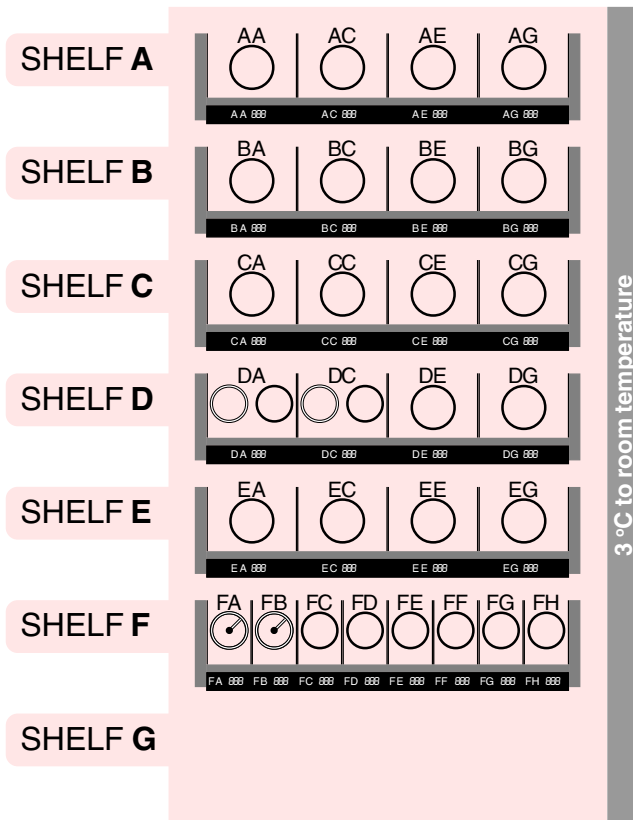 AA AC AE AG
SHELF A
AA 888 AC 888 AE 888 AG 888
BA BC BE BG
SHELF B
BA 888 BC 888 BE 888 BG 888
CA CC CE CG
SHELF C
CA 888 CC 888 CE 888 CG 888
DA DC DE DG
SHELF D
DA 888 DC 888 DE 888 DG 888
EA EC EE EG
SHELF E
EA 888 EC 888 EE 888 EG 888
FA FB FC FD FE FF FG FH
SHELF F
FA 888 FB 888 FC 888 FD 888 FE 888 FF 888 FG 888 FH 888
SHELF G
3 °C to room temperature